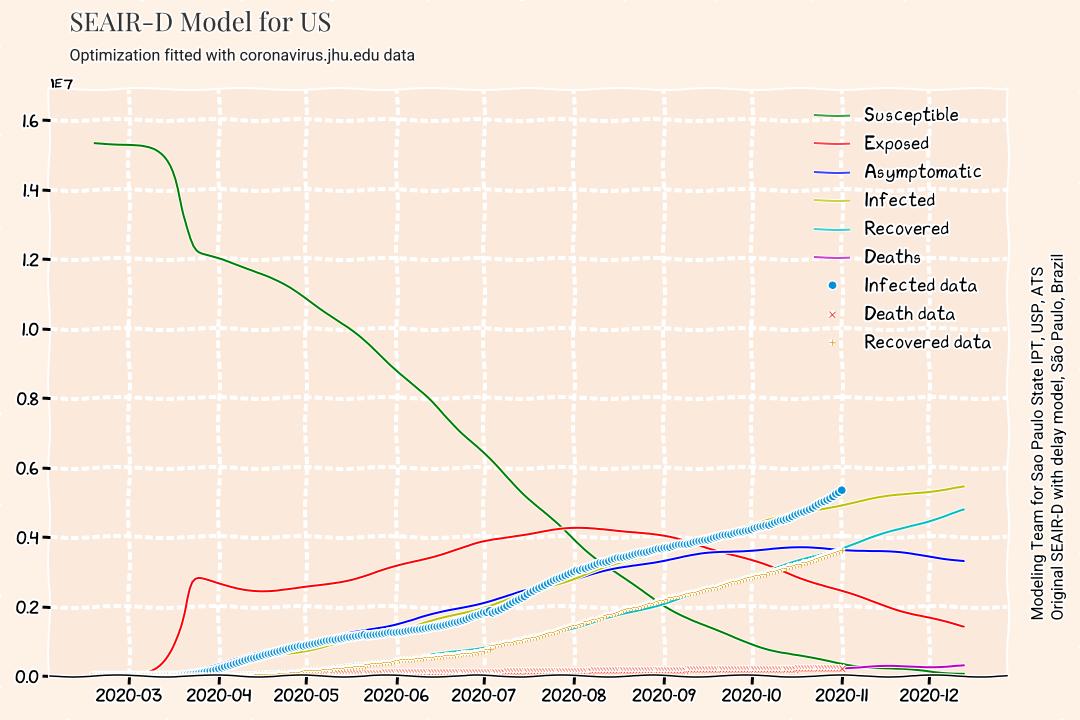 SEAIR-D Model for US
Optimization fitted with coronavirus.jhu.edu data
1E7
1.6
1.4
1.2
1.0
0.8
0.6
0.4
0.2
0.0
Susceptible
Exposed
Asymptomatic
Infected
Recovered
Deaths
Infected data
Death data
Recovered data
2020-03 2020-04 2020-05 2020-06 2020-07 2020-08 2020-09 2020-10 2020-11 2020-12
Modeling Team for Sao Paulo State IPT, USP, ATS
Original SEAIR-D with delay model, São Paulo, Brazil